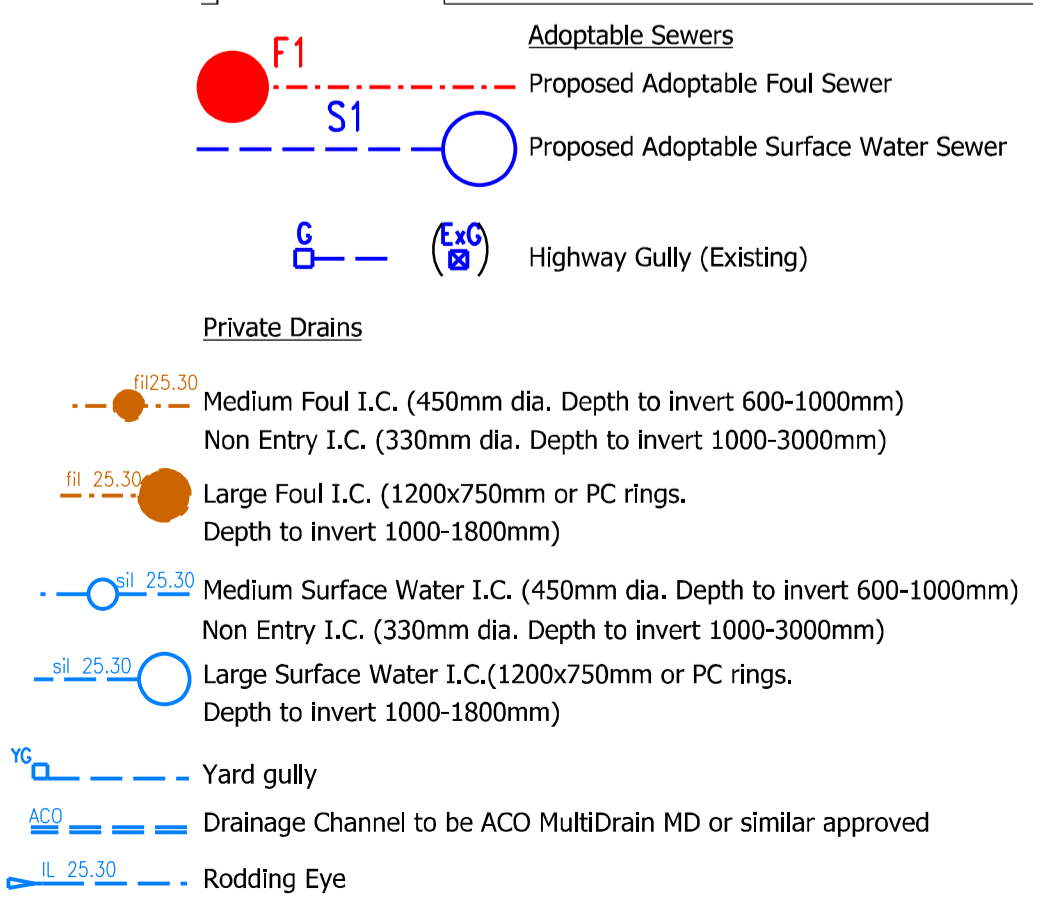 Adoptable Sewers
F1
Proposed Adoptable Foul Sewer
S1
Proposed Adoptable Surface Water Sewer
G
(ExG)
Highway Gully (Existing)
Private Drains
fil25.30
Medium Foul I.C. (450mm dia. Depth to invert 600-1000mm)
Non Entry I.C. (330mm dia. Depth to invert 1000-3000mm)
fil 25.30
Large Foul I.C. (1200x750mm or PC rings.
Depth to invert 1000-1800mm)
sil 25.30
Medium Surface Water I.C. (450mm dia. Depth to invert 600-1000mm)
Non Entry I.C. (330mm dia. Depth to invert 1000-3000mm)
sil 25.30
Large Surface Water I.C.(1200x750mm or PC rings.
Depth to invert 1000-1800mm)
YG
Yard gully
ACO
Drainage Channel to be ACO MultiDrain MD or similar approved
IL 25.30
Rodding Eye